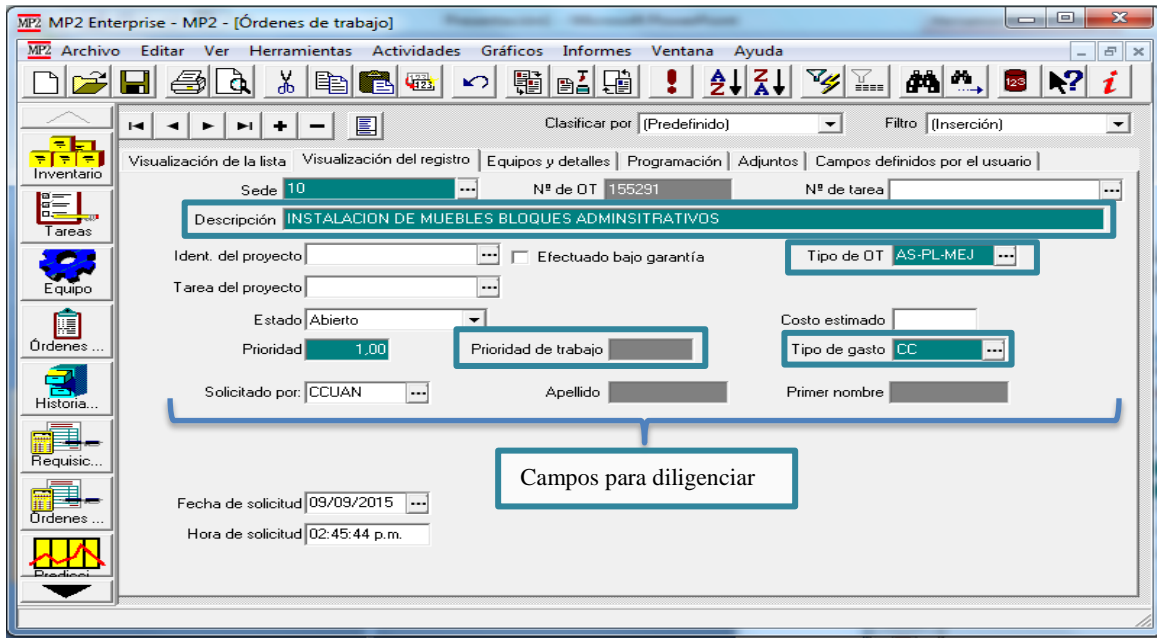 MP2 MP2 Enterprise - MP2 - [Órdenes de trabajo]
MP2 Archivo Editar Ver Herramientas Actividades Gráficos Informes Ventana Ayuda
Clasificar por (Predefinido) Filtro (Inserción)
Visualización de la lista Visualización del registro Equipos y detalles Programación Adjuntos Campos definidos por el usuario
Inventario
Tareas
Equipo
Órdenes ...
Historia...
Requisic...
Órdenes ...
Predicci...
Sede 10 Nº de OT 155291 Nº de tarea
Descripción INSTALACION DE MUEBLES BLOQUES ADMINSITRATIVOS
Ident. del proyecto Efectuado bajo garantía Tipo de OT AS-PL-MEJ
Tarea del proyecto
Estado Abierto Costo estimado
Prioridad 1,00 Prioridad de trabajo Tipo de gasto CC
Solicitado por: CCUAN Apellido Primer nombre
Campos para diligenciar
Fecha de solicitud 09/09/2015
Hora de solicitud 02:45:44 p.m.